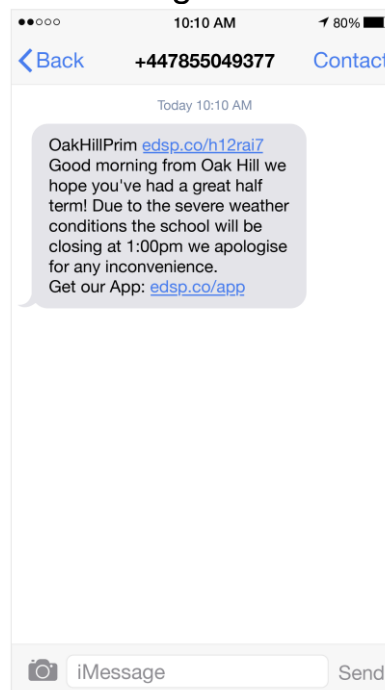 10:10 AM
80%
Back
+447855049377
Contact
Today 10:10 AM
OakHillPrim edsp.co/h12rai7
Good morning from Oak Hill we
hope you've had a great half
term! Due to the severe weather
conditions the school will be
closing at 1:00pm we apologise
for any inconvenience.
Get our App: edsp.co/app
iMessage
Send